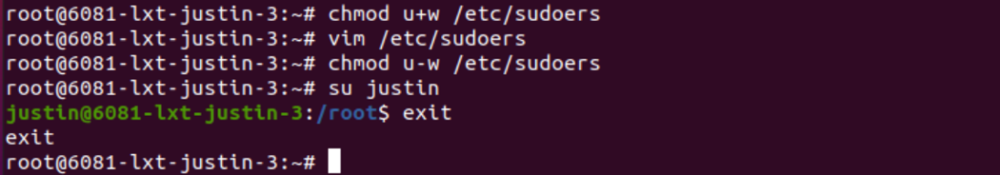 root@6081-lxt-justin-3:~# chmod u+w /etc/sudoers
root@6081-lxt-justin-3:~# vim /etc/sudoers
root@6081-lxt-justin-3:~# chmod u-w /etc/sudoers
root@6081-lxt-justin-3:~# su justin
justin@6081-lxt-justin-3:/root$ exit
exit
root@6081-lxt-justin-3:~#